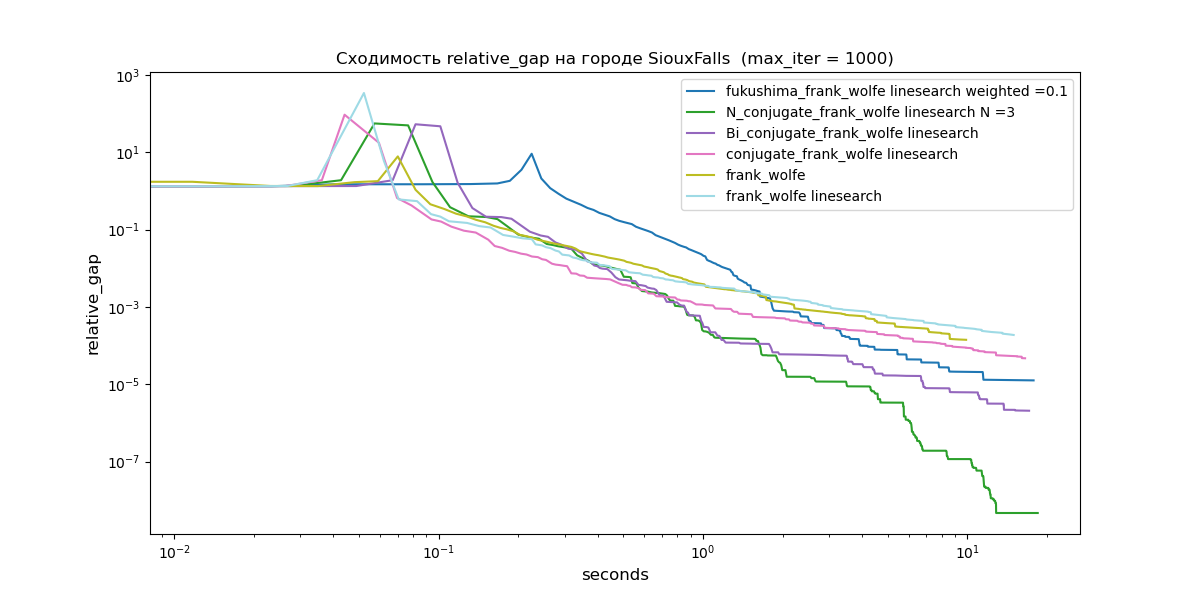 Сходимость relative_gap на городе SiouxFalls  (max_iter = 1000)
fukushima_frank_wolfe linesearch weighted =0.1
N_conjugate_frank_wolfe linesearch N =3
Bi_conjugate_frank_wolfe linesearch
conjugate_frank_wolfe linesearch
frank_wolfe
frank_wolfe linesearch
relative_gap
10³
10¹
10⁻¹
10⁻³
10⁻⁵
10⁻⁷
10⁻² 10⁻¹ 10⁰ 10¹
seconds